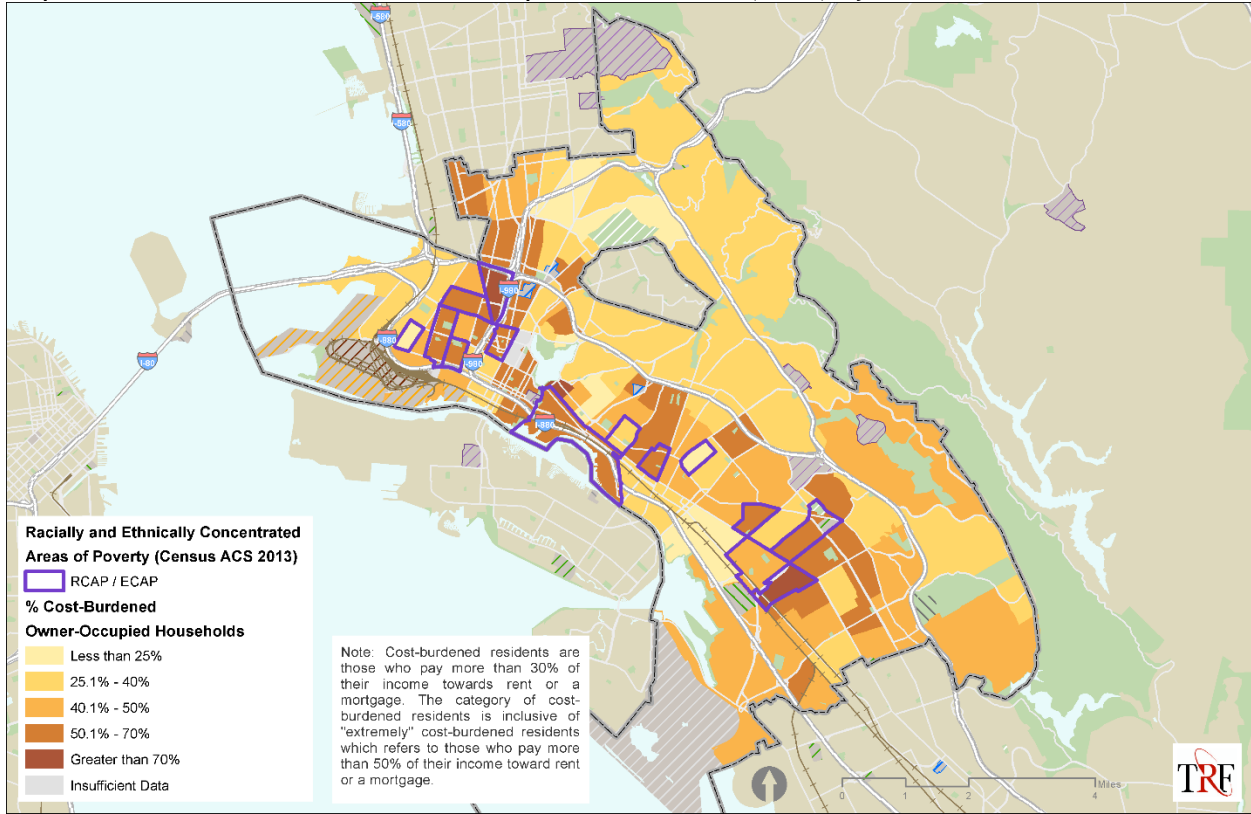 I-580
I-580
I-580
I-980
I-880
I-980
I-80
I-880
Racially and Ethnically Concentrated
Areas of Poverty (Census ACS 2013)
RCAP / ECAP
% Cost-Burdened
Owner-Occupied Households
Less than 25%
25.1% - 40%
40.1% - 50%
50.1% - 70%
Greater than 70%
Insufficient Data
Note: Cost-burdened residents are
those who pay more than 30% of
their income towards rent or a
mortgage. The category of cost-
burdened residents is inclusive of
"extremely" cost-burdened residents
which refers to those who pay more
than 50% of their income toward rent
or a mortgage.
Miles
0 1 2 4
TRF